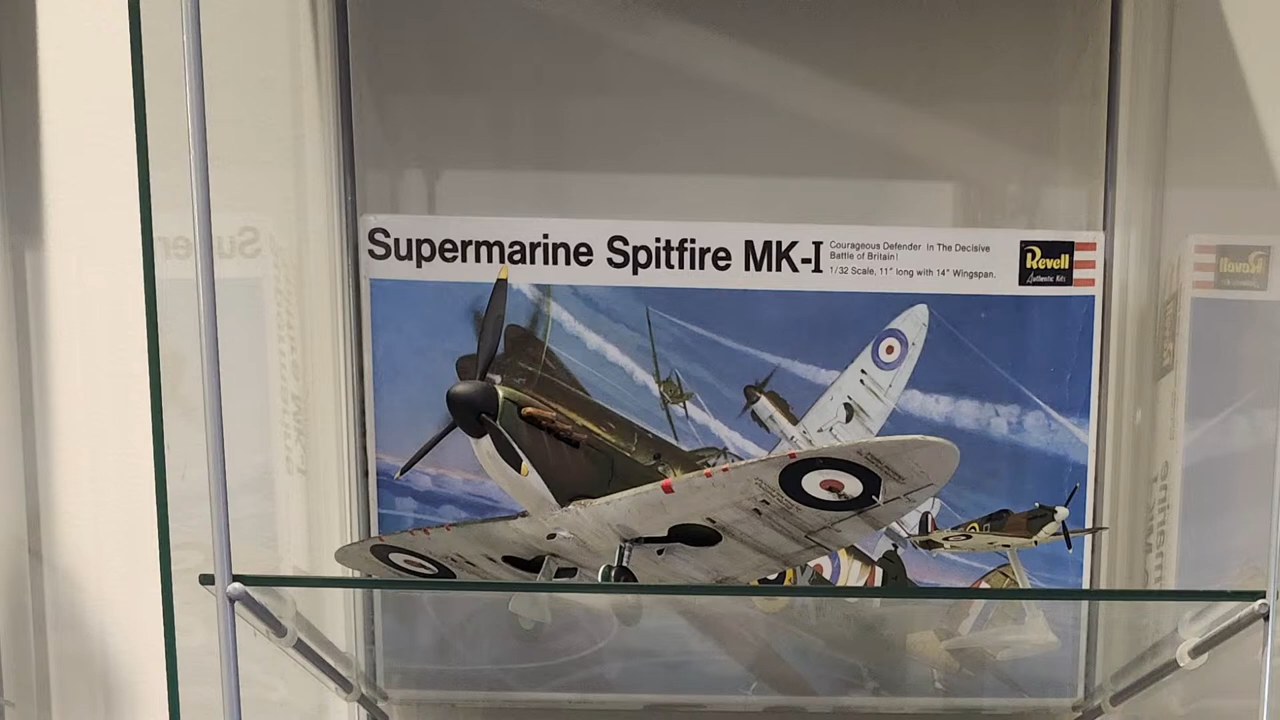 Supermarine Spitfire MK-I
Courageous Defender In The Decisive
Battle of Britain!
1/32 Scale, 11" long with 14" Wingspan.
Revell
Authentic Kits